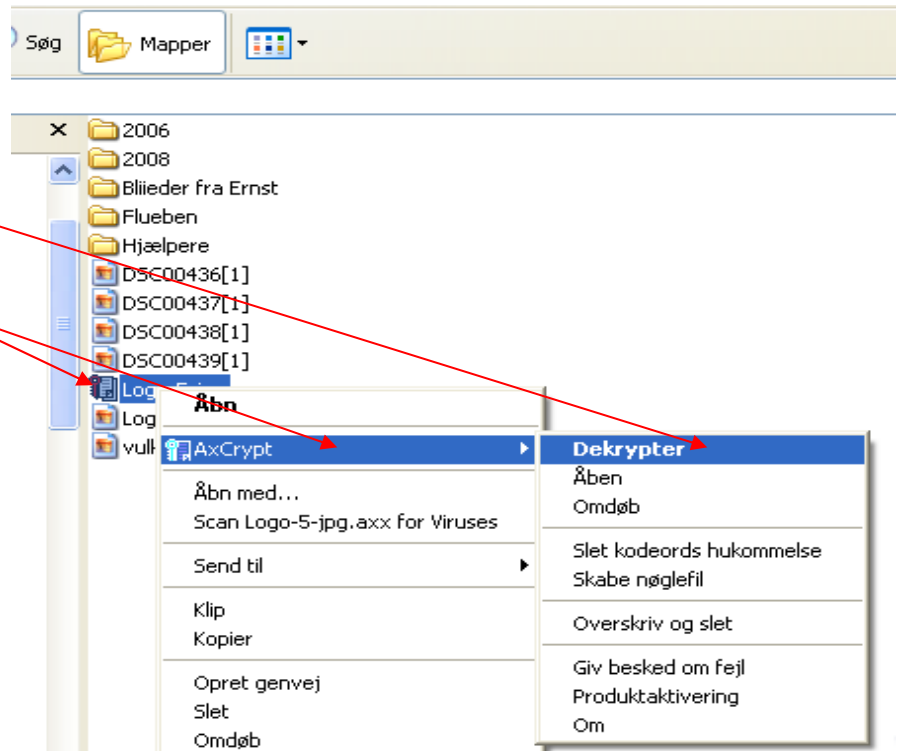 Søg
Mapper
2006
2008
Bliieder fra Ernst
Flueben
Hjælpere
DSC00436[1]
DSC00437[1]
DSC00438[1]
DSC00439[1]
Log
vulk
Åbn
AxCrypt
Åbn med...
Scan Logo-5-jpg.axx for Viruses
Send til
Klip
Kopier
Opret genvej
Slet
Omdøb
Dekrypter
Åben
Omdøb
Slet kodeords hukommelse
Skabe nøglefil
Overskriv og slet
Giv besked om fejl
Produktaktivering
Om